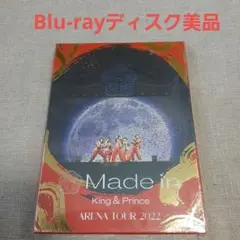 Blu-rayディスク美品
Made in
King & Prince
ARENA TOUR 2022